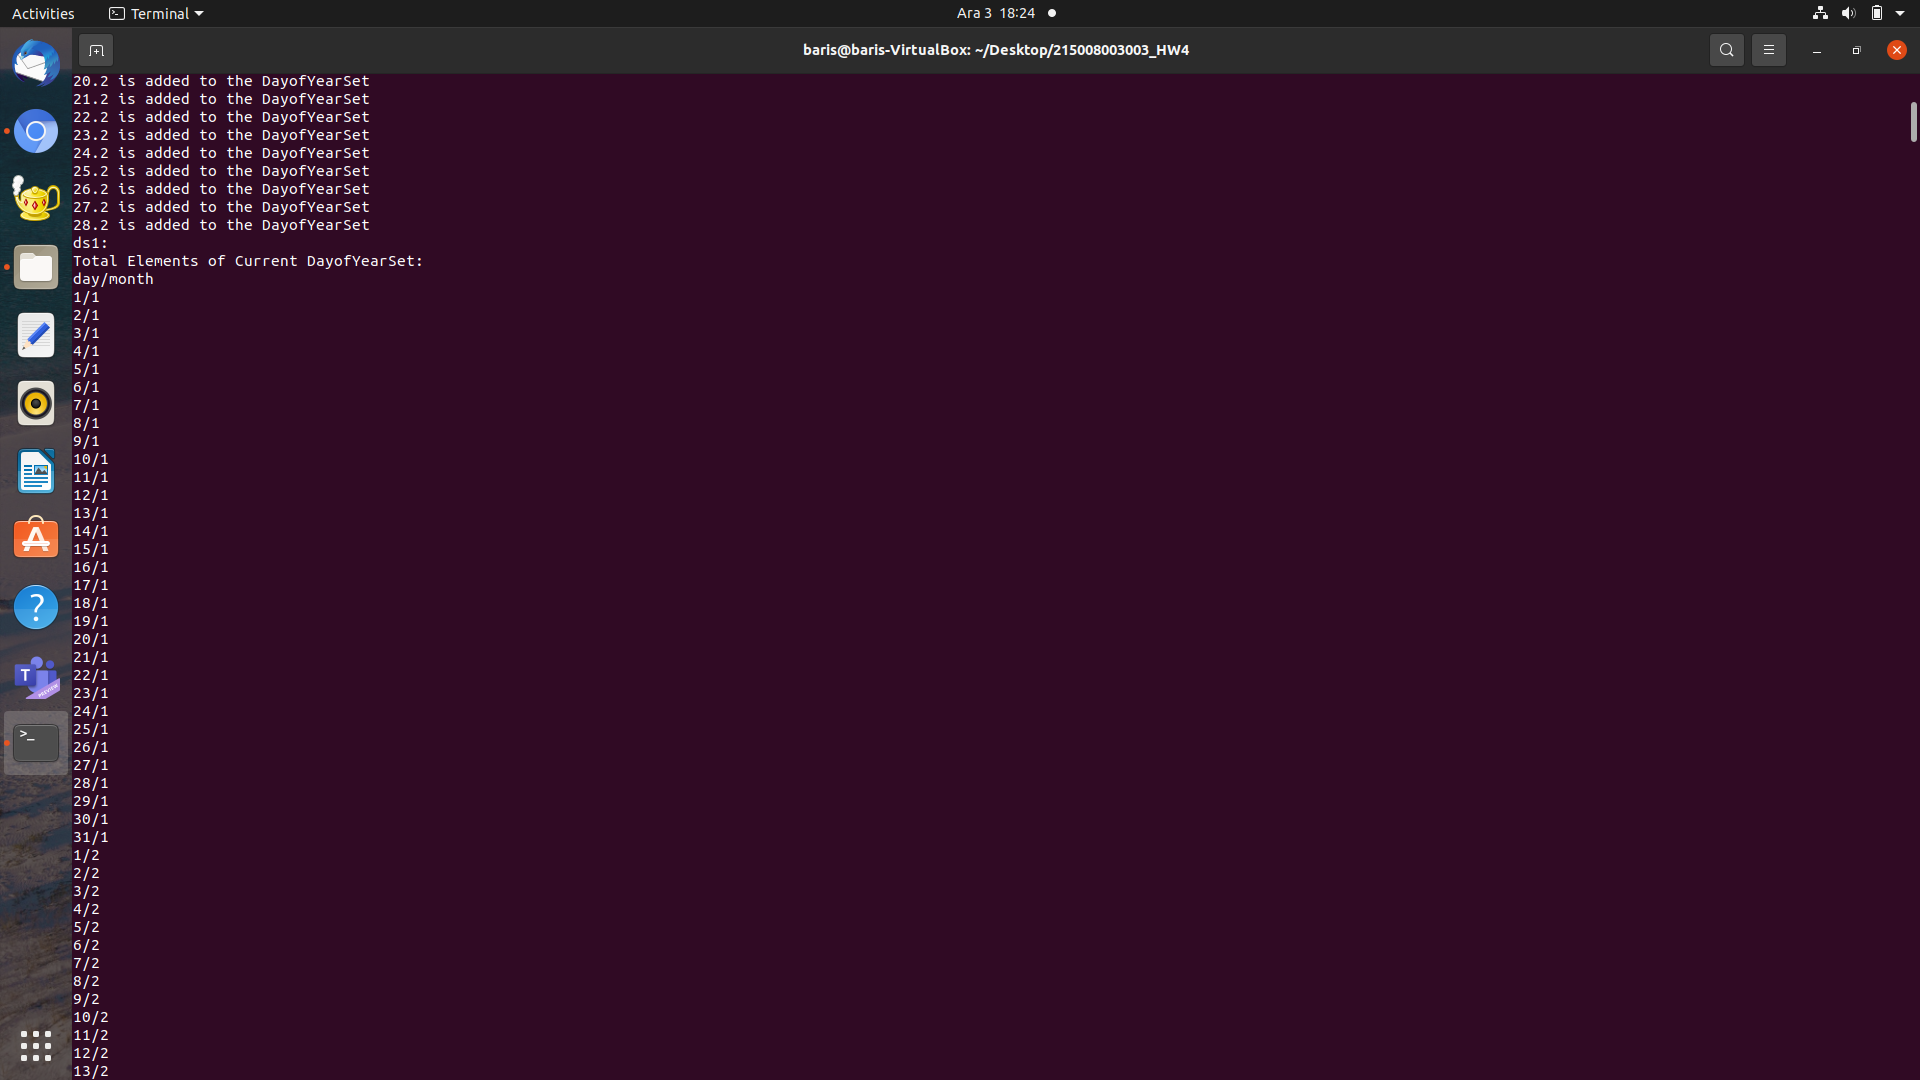 Activities
Terminal
Ara 3 18:24
baris@baris-VirtualBox: ~/Desktop/215008003003_HW4
20.2 is added to the DayofYearSet
21.2 is added to the DayofYearSet
22.2 is added to the DayofYearSet
23.2 is added to the DayofYearSet
24.2 is added to the DayofYearSet
25.2 is added to the DayofYearSet
26.2 is added to the DayofYearSet
27.2 is added to the DayofYearSet
28.2 is added to the DayofYearSet
ds1:
Total Elements of Current DayofYearSet:
day/month
1/1
2/1
3/1
4/1
5/1
6/1
7/1
8/1
9/1
10/1
11/1
12/1
13/1
14/1
15/1
16/1
17/1
18/1
19/1
20/1
21/1
22/1
23/1
24/1
25/1
26/1
27/1
28/1
29/1
30/1
31/1
1/2
2/2
3/2
4/2
5/2
6/2
7/2
8/2
9/2
10/2
11/2
12/2
13/2